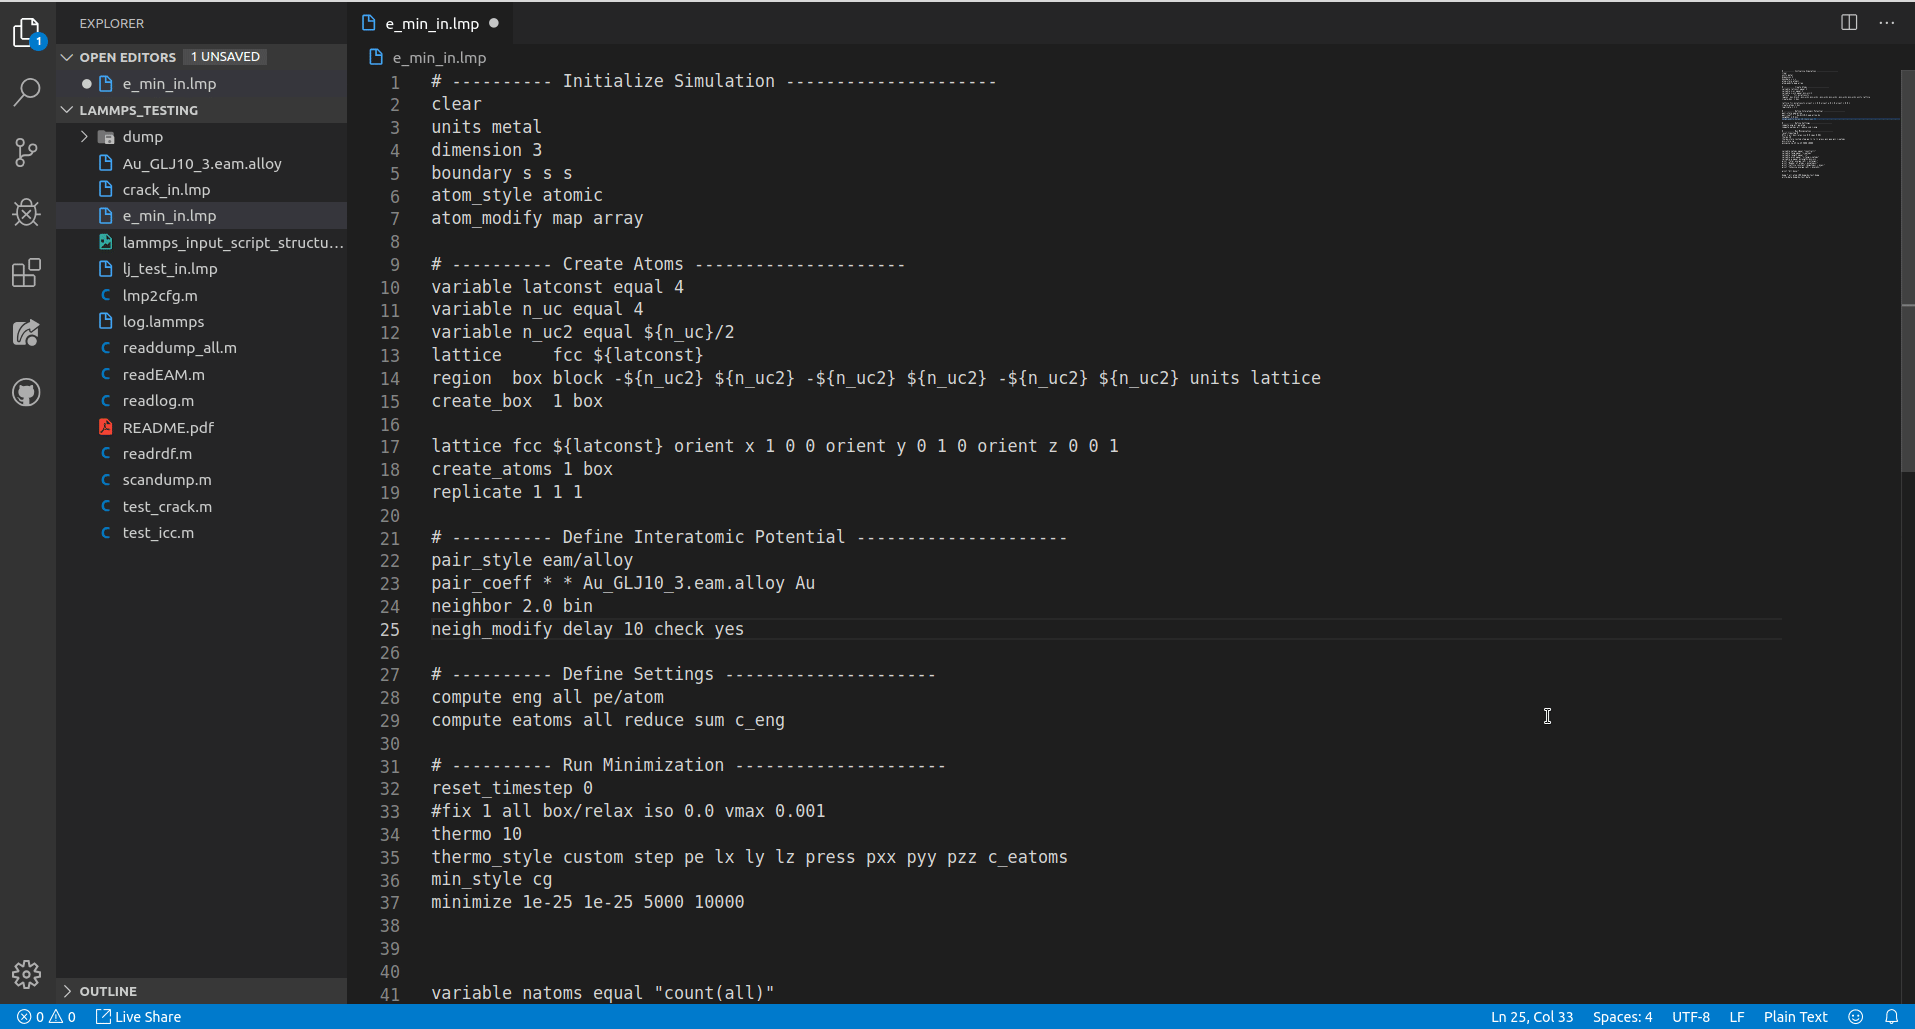 EXPLORER
OPEN EDITORS 1 UNSAVED
e_min_in.lmp
LAMMPS_TESTING
dump
Au_GLJ10_3.eam.alloy
crack_in.lmp
e_min_in.lmp
lammps_input_script_structu...
lj_test_in.lmp
lmp2cfg.m
log.lammps
readdump_all.m
readEAM.m
readlog.m
README.pdf
readrdf.m
scandump.m
test_crack.m
test_icc.m
OUTLINE
1
e_min_in.lmp
e_min_in.lmp
1 # ---------- Initialize Simulation ---------------------
2 clear
3 units metal
4 dimension 3
5 boundary s s s
6 atom_style atomic
7 atom_modify map array
8
9 # ---------- Create Atoms ---------------------
10 variable latconst equal 4
11 variable n_uc equal 4
12 variable n_uc2 equal ${n_uc}/2
13 lattice     fcc ${latconst}
14 region  box block -${n_uc2} ${n_uc2} -${n_uc2} ${n_uc2} -${n_uc2} ${n_uc2} units lattice
15 create_box  1 box
16
17 lattice fcc ${latconst} orient x 1 0 0 orient y 0 1 0 orient z 0 0 1
18 create_atoms 1 box
19 replicate 1 1 1
20
21 # ---------- Define Interatomic Potential ---------------------
22 pair_style eam/alloy
23 pair_coeff * * Au_GLJ10_3.eam.alloy Au
24 neighbor 2.0 bin
25 neigh_modify delay 10 check yes
26
27 # ---------- Define Settings ---------------------
28 compute eng all pe/atom
29 compute eatoms all reduce sum c_eng
30
31 # ---------- Run Minimization ---------------------
32 reset_timestep 0
33 #fix 1 all box/relax iso 0.0 vmax 0.001
34 thermo 10
35 thermo_style custom step pe lx ly lz press pxx pyy pzz c_eatoms
36 min_style cg
37 minimize 1e-25 1e-25 5000 10000
38
39
40
41 variable natoms equal "count(all)"
0 0 Live Share
Ln 25, Col 33 Spaces: 4 UTF-8 LF Plain Text